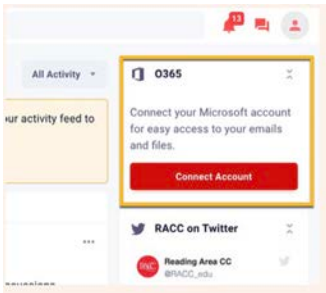 13
All Activity
O365
ur activity feed to
Connect your Microsoft account
for easy access to your emails
and files.
Connect Account
RACC on Twitter
Reading Area CC
@RACC_edu